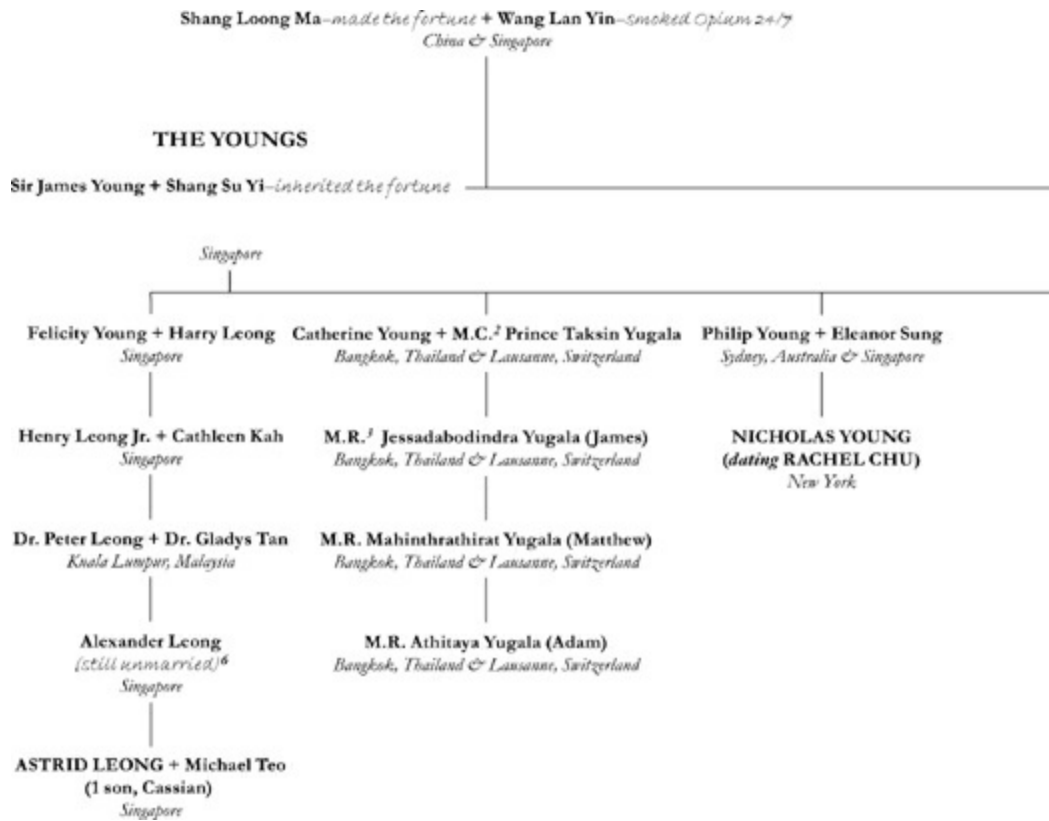 Shang Loong Ma–made the fortune + Wang Lan Yin–smoked Opium 24/7
China & Singapore
THE YOUNGS
Sir James Young + Shang Su Yi–inherited the fortune
Singapore
Felicity Young + Harry Leong
Singapore
Catherine Young + M.C.² Prince Taksin Yugala
Bangkok, Thailand & Lausanne, Switzerland
Philip Young + Eleanor Sung
Sydney, Australia & Singapore
Henry Leong Jr. + Cathleen Kah
Singapore
M.R.³ Jessadabodindra Yugala (James)
Bangkok, Thailand & Lausanne, Switzerland
NICHOLAS YOUNG
(dating RACHEL CHU)
New York
Dr. Peter Leong + Dr. Gladys Tan
Kuala Lumpur, Malaysia
M.R. Mahinthrathirat Yugala (Matthew)
Bangkok, Thailand & Lausanne, Switzerland
Alexander Leong
(still unmarried)⁶
Singapore
M.R. Athitaya Yugala (Adam)
Bangkok, Thailand & Lausanne, Switzerland
ASTRID LEONG + Michael Teo
(1 son, Cassian)
Singapore